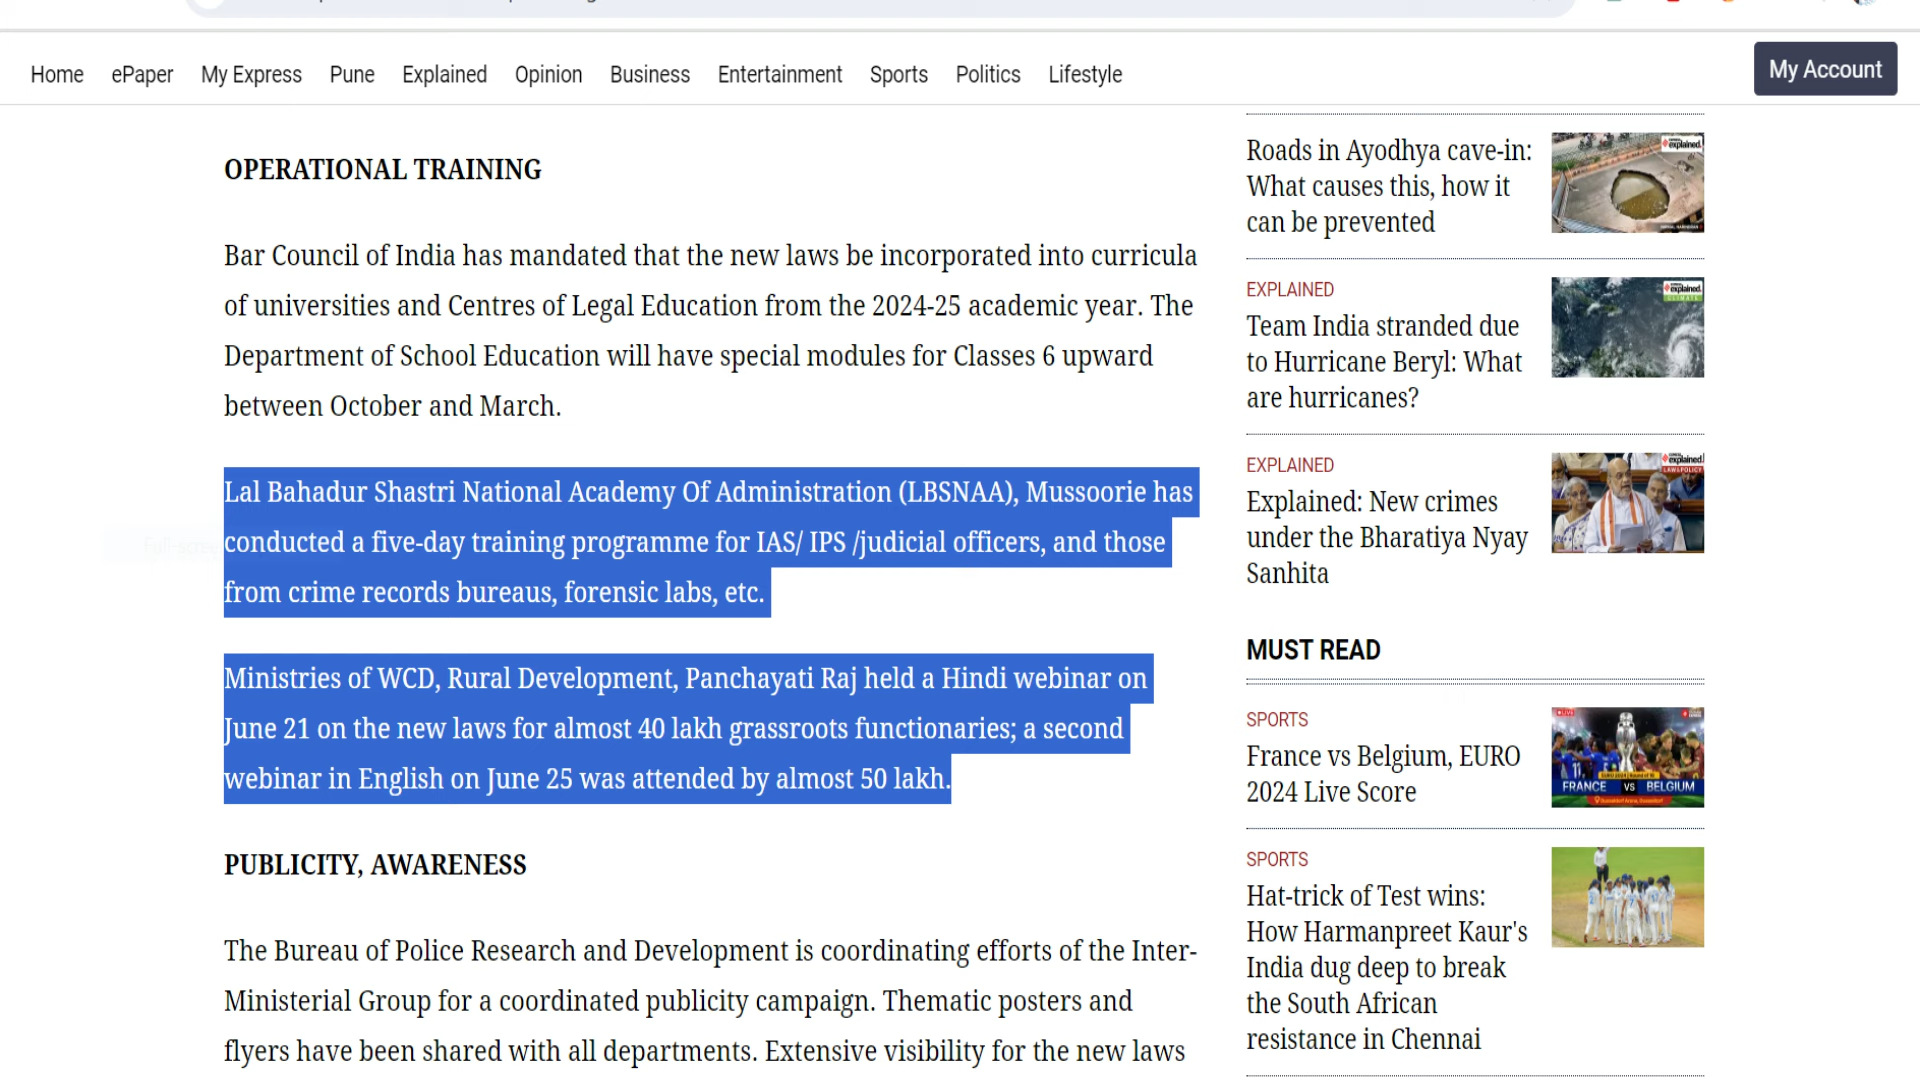 Home ePaper My Express Pune Explained Opinion Business Entertainment Sports Politics Lifestyle
My Account
OPERATIONAL TRAINING
Bar Council of India has mandated that the new laws be incorporated into curricula
of universities and Centres of Legal Education from the 2024-25 academic year. The
Department of School Education will have special modules for Classes 6 upward
between October and March.
Lal Bahadur Shastri National Academy Of Administration (LBSNAA), Mussoorie has
conducted a five-day training programme for IAS/ IPS /judicial officers, and those
from crime records bureaus, forensic labs, etc.
Ministries of WCD, Rural Development, Panchayati Raj held a Hindi webinar on
June 21 on the new laws for almost 40 lakh grassroots functionaries; a second
webinar in English on June 25 was attended by almost 50 lakh.
PUBLICITY, AWARENESS
The Bureau of Police Research and Development is coordinating efforts of the Inter-
Ministerial Group for a coordinated publicity campaign. Thematic posters and
flyers have been shared with all departments. Extensive visibility for the new laws
Roads in Ayodhya cave-in:
What causes this, how it
can be prevented
explained.
EXPLAINED
Team India stranded due
to Hurricane Beryl: What
are hurricanes?
explained.
CLIMATE
EXPLAINED
Explained: New crimes
under the Bharatiya Nyay
Sanhita
explained.
LAW&POLICY
MUST READ
SPORTS
France vs Belgium, EURO
2024 Live Score
FRANCE VS BELGIUM
SPORTS
Hat-trick of Test wins:
How Harmanpreet Kaur's
India dug deep to break
the South African
resistance in Chennai